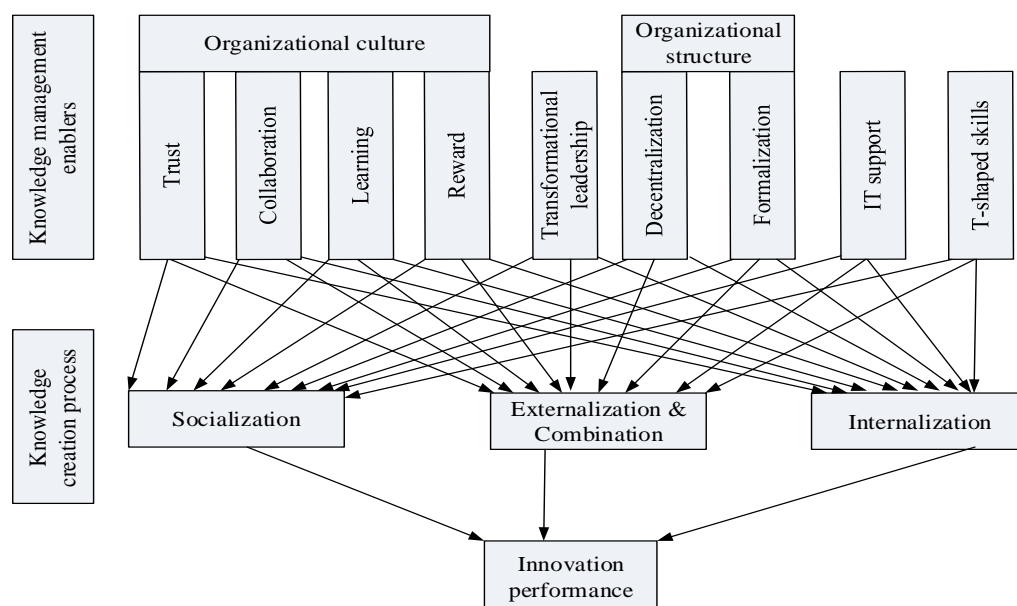 Knowledge management
enablers
Organizational culture
Organizational
structure
Trust
Collaboration
Learning
Reward
Transformational
leadership
Decentralization
Formalization
IT support
T-shaped skills
Knowledge
creation process
Socialization
Externalization &
Combination
Internalization
Innovation
performance